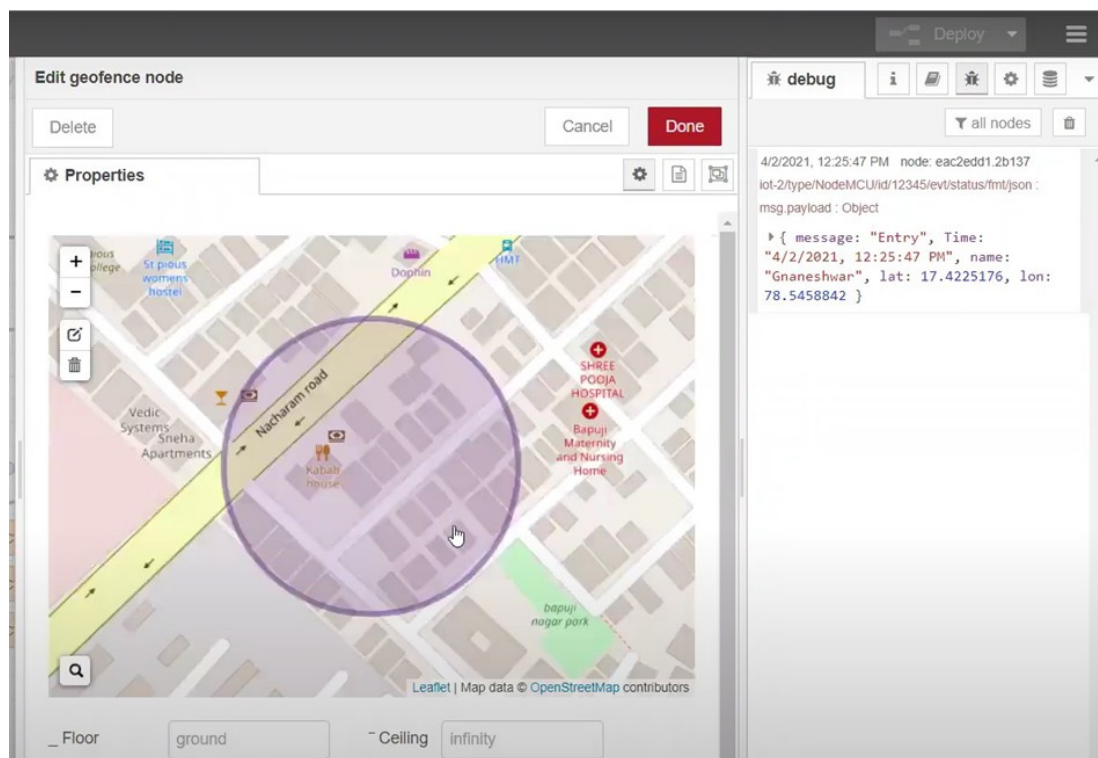 Deploy
Edit geofence node
Delete
Cancel
Done
Properties
+
−
St pious
womens
hostel
Dophin
HMT
SHREE
POOJA
HOSPITAL
Bapuji
Maternity
and Nursing
Home
Nacharam road
Vedic
Systems
Sneha
Apartments
Kabab
house
bapuji
nagar park
Leaflet | Map data © OpenStreetMap contributors
Floor
ground
Ceiling
infinity
debug
i
all nodes
4/2/2021, 12:25:47 PM node: eac2edd1.2b137
iot-2/type/NodeMCU/id/12345/evt/status/fmt/json :
msg.payload : Object
{ message: "Entry", Time:
"4/2/2021, 12:25:47 PM", name:
"Gnaneshwar", lat: 17.4225176, lon:
78.5458842 }